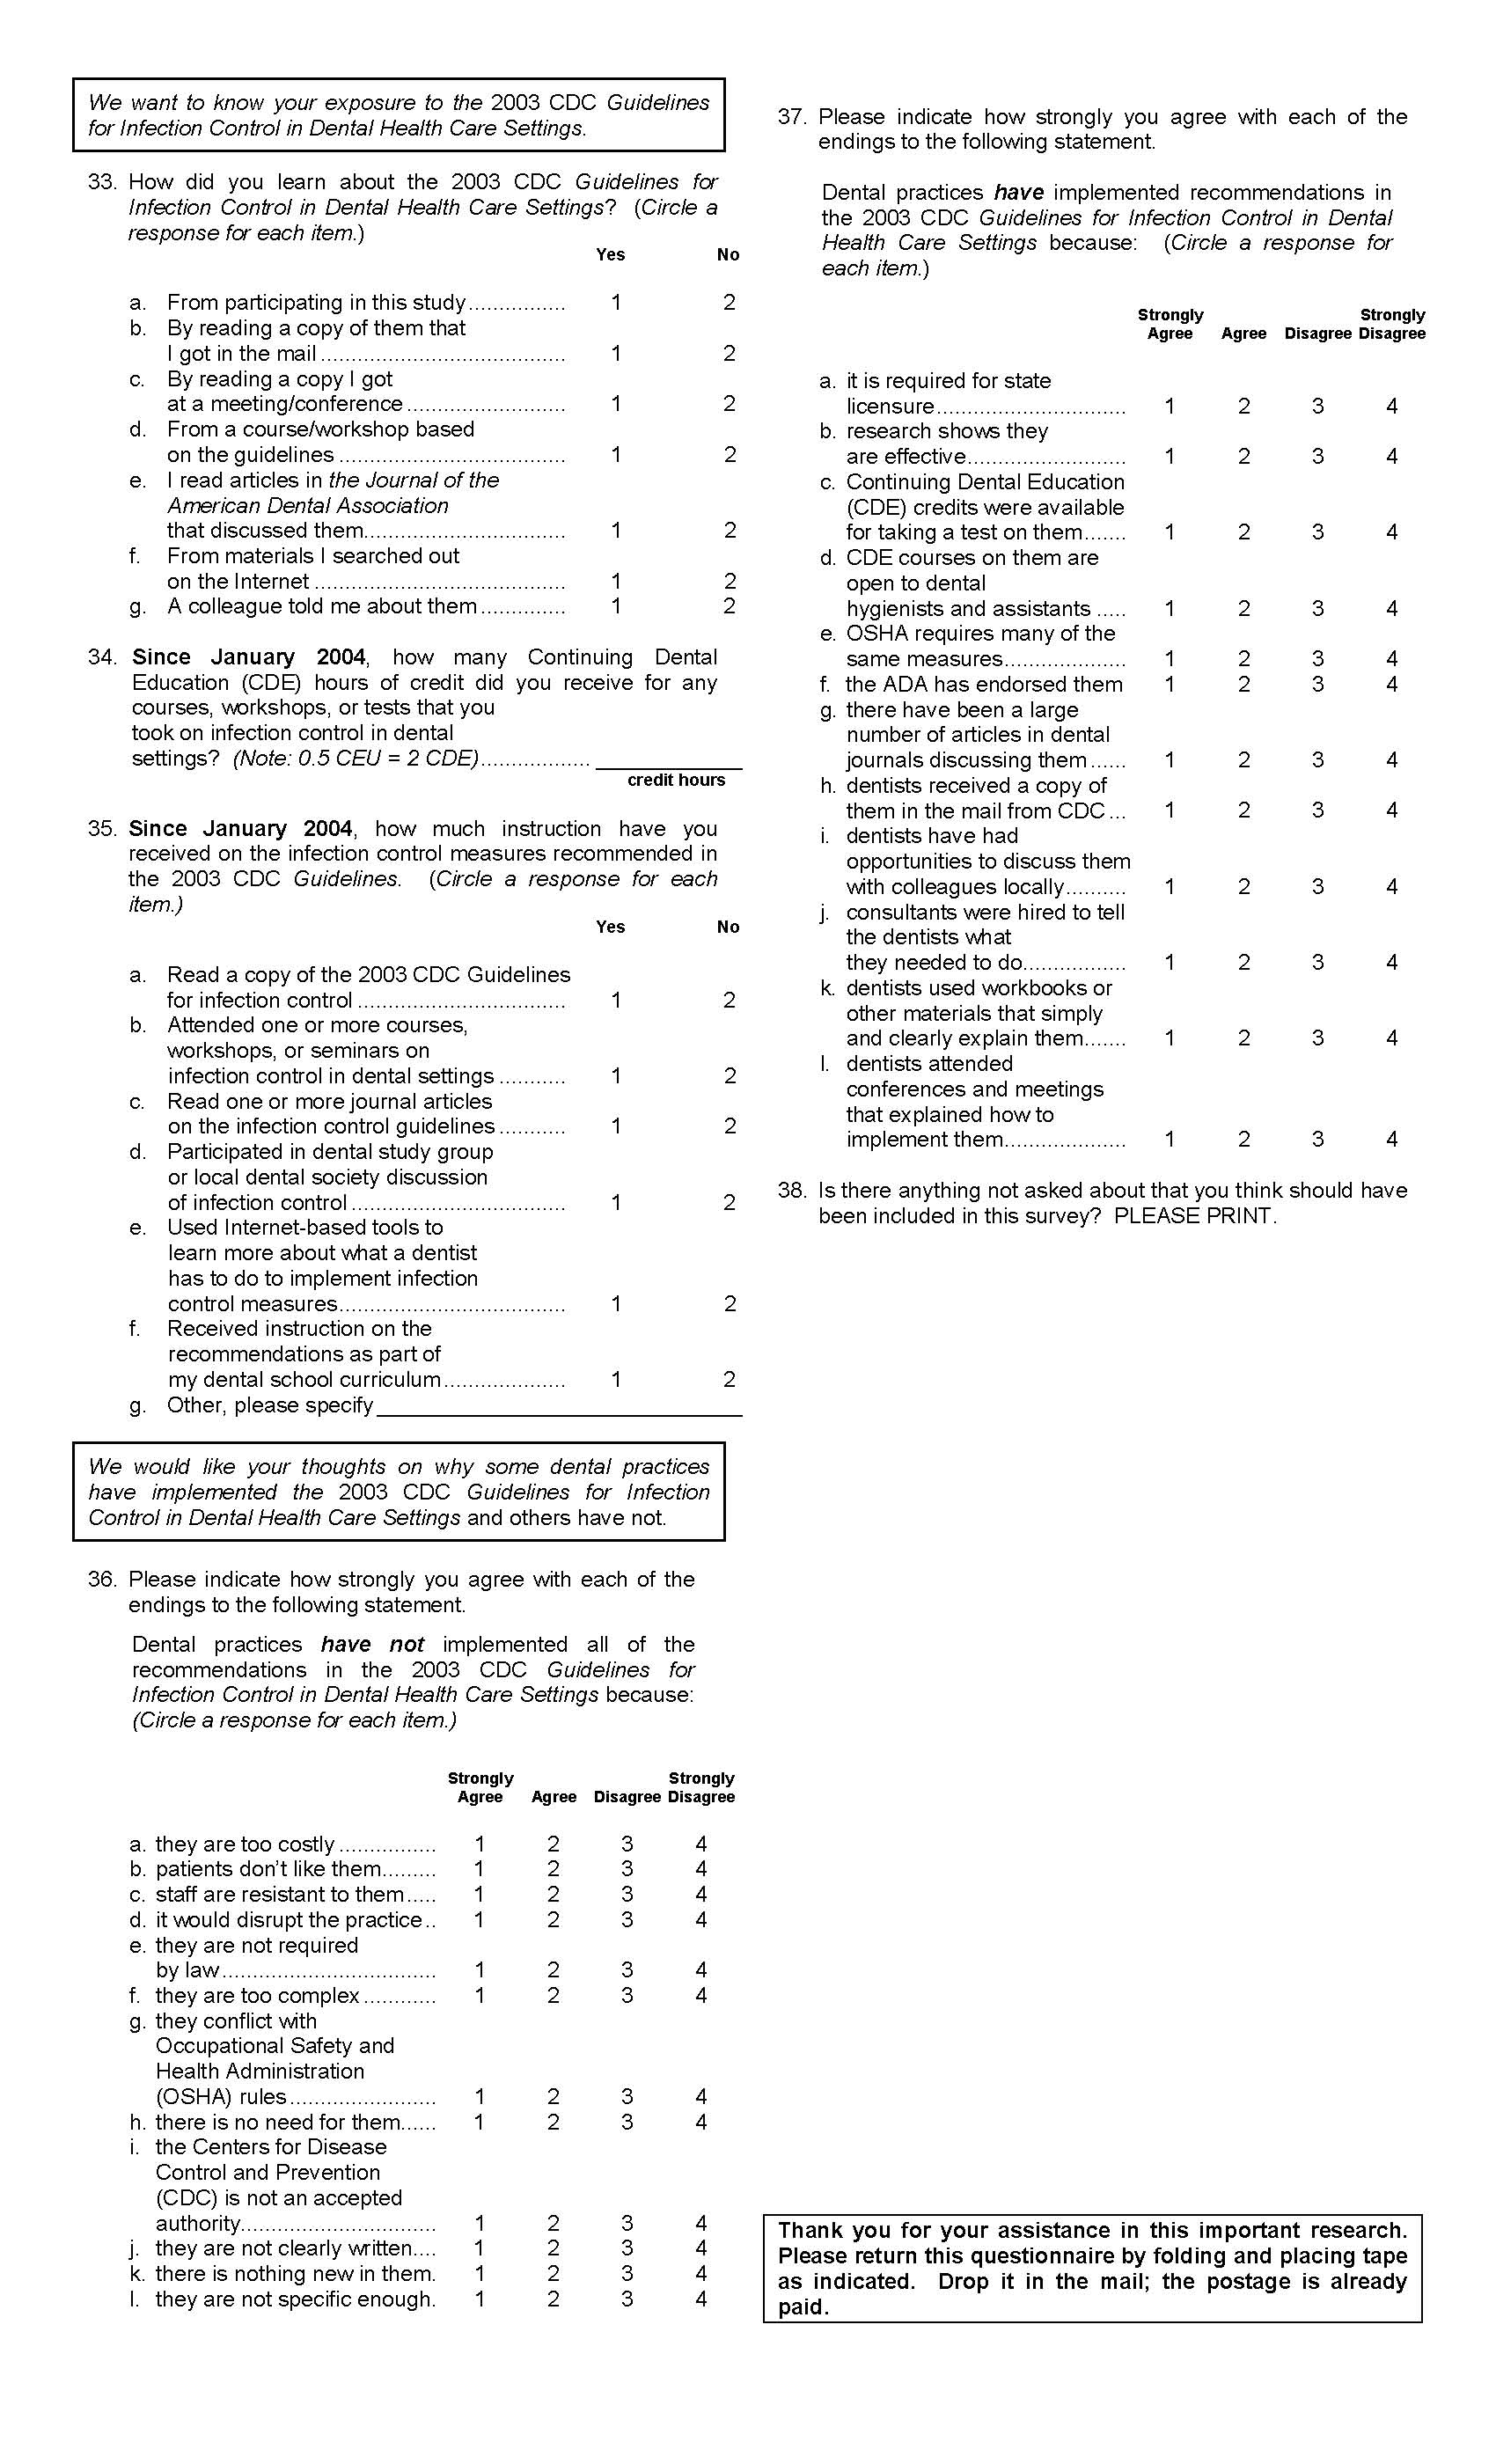 We want to know your exposure to the 2003 CDC Guidelines
for Infection Control in Dental Health Care Settings.
33. How did you learn about the 2003 CDC Guidelines for
Infection Control in Dental Health Care Settings? (Circle a
response for each item.)
Yes No
a. From participating in this study................ 1 2
b. By reading a copy of them that
I got in the mail........................................ 1 2
c. By reading a copy I got
at a meeting/conference.......................... 1 2
d. From a course/workshop based
on the guidelines..................................... 1 2
e. I read articles in the Journal of the
American Dental Association
that discussed them................................. 1 2
f. From materials I searched out
on the Internet......................................... 1 2
g. A colleague told me about them.............. 1 2
34. Since January 2004, how many Continuing Dental
Education (CDE) hours of credit did you receive for any
courses, workshops, or tests that you
took on infection control in dental
settings? (Note: 0.5 CEU = 2 CDE).................. ____________
credit hours
35. Since January 2004, how much instruction have you
received on the infection control measures recommended in
the 2003 CDC Guidelines. (Circle a response for each
item.)
Yes No
a. Read a copy of the 2003 CDC Guidelines
for infection control.................................. 1 2
b. Attended one or more courses,
workshops, or seminars on
infection control in dental settings........... 1 2
c. Read one or more journal articles
on the infection control guidelines........... 1 2
d. Participated in dental study group
or local dental society discussion
of infection control................................... 1 2
e. Used Internet-based tools to
learn more about what a dentist
has to do to implement infection
control measures..................................... 1 2
f. Received instruction on the
recommendations as part of
my dental school curriculum.................... 1 2
g. Other, please specify______________________________
We would like your thoughts on why some dental practices
have implemented the 2003 CDC Guidelines for Infection
Control in Dental Health Care Settings and others have not.
36. Please indicate how strongly you agree with each of the
endings to the following statement.
Dental practices have not implemented all of the
recommendations in the 2003 CDC Guidelines for
Infection Control in Dental Health Care Settings because:
(Circle a response for each item.)
Strongly Strongly
Agree Agree Disagree Disagree
a. they are too costly................ 1 2 3 4
b. patients don't like them......... 1 2 3 4
c. staff are resistant to them..... 1 2 3 4
d. it would disrupt the practice.. 1 2 3 4
e. they are not required
by law................................... 1 2 3 4
f. they are too complex............ 1 2 3 4
g. they conflict with
Occupational Safety and
Health Administration
(OSHA) rules........................ 1 2 3 4
h. there is no need for them...... 1 2 3 4
i. the Centers for Disease
Control and Prevention
(CDC) is not an accepted
authority................................ 1 2 3 4
j. they are not clearly written.... 1 2 3 4
k. there is nothing new in them. 1 2 3 4
l. they are not specific enough. 1 2 3 4
37. Please indicate how strongly you agree with each of the
endings to the following statement.
Dental practices have implemented recommendations in
the 2003 CDC Guidelines for Infection Control in Dental
Health Care Settings because: (Circle a response for
each item.)
Strongly Strongly
Agree Agree Disagree Disagree
a. it is required for state
licensure............................... 1 2 3 4
b. research shows they
are effective.......................... 1 2 3 4
c. Continuing Dental Education
(CDE) credits were available
for taking a test on them....... 1 2 3 4
d. CDE courses on them are
open to dental
hygienists and assistants ..... 1 2 3 4
e. OSHA requires many of the
same measures.................... 1 2 3 4
f. the ADA has endorsed them 1 2 3 4
g. there have been a large
number of articles in dental
journals discussing them...... 1 2 3 4
h. dentists received a copy of
them in the mail from CDC... 1 2 3 4
i. dentists have had
opportunities to discuss them
with colleagues locally.......... 1 2 3 4
j. consultants were hired to tell
the dentists what
they needed to do................. 1 2 3 4
k. dentists used workbooks or
other materials that simply
and clearly explain them....... 1 2 3 4
l. dentists attended
conferences and meetings
that explained how to
implement them.................... 1 2 3 4
38. Is there anything not asked about that you think should have
been included in this survey? PLEASE PRINT.
Thank you for your assistance in this important research.
Please return this questionnaire by folding and placing tape
as indicated. Drop it in the mail; the postage is already
paid.